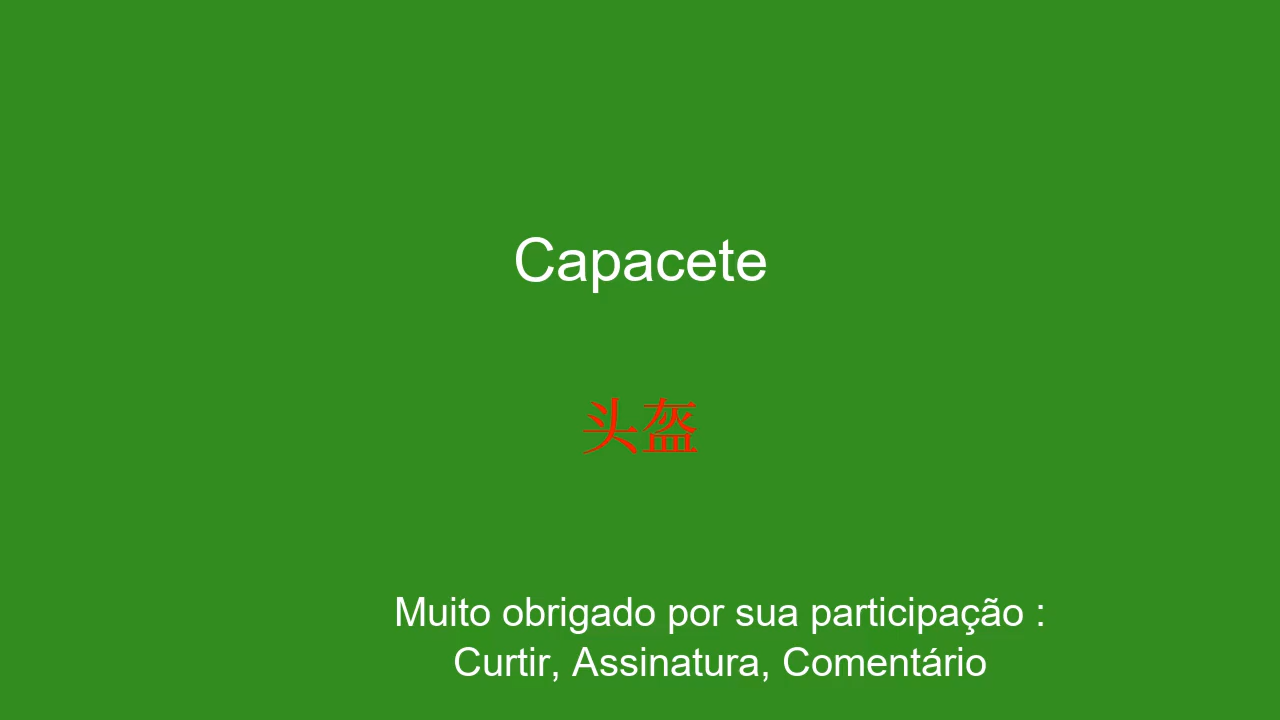 Capacete
头盔
Muito obrigado por sua participação :
Curtir, Assinatura, Comentário